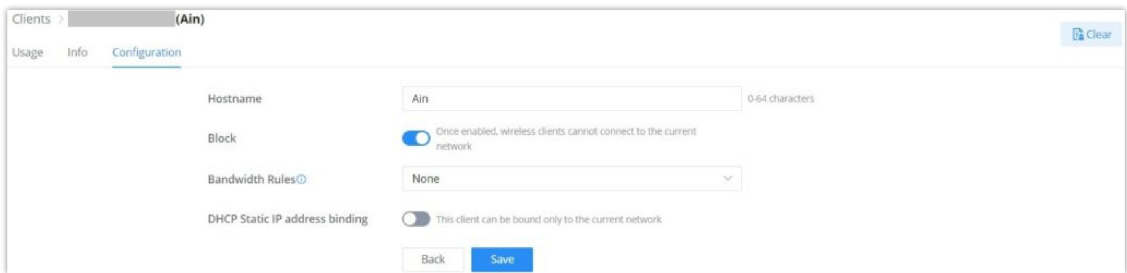 Clients > (Ain)
Clear
Usage Info Configuration
Hostname Ain 0-64 characters
Block Once enabled, wireless clients cannot connect to the current
network
Bandwidth Rules None
DHCP Static IP address binding This client can be bound only to the current network
Back Save